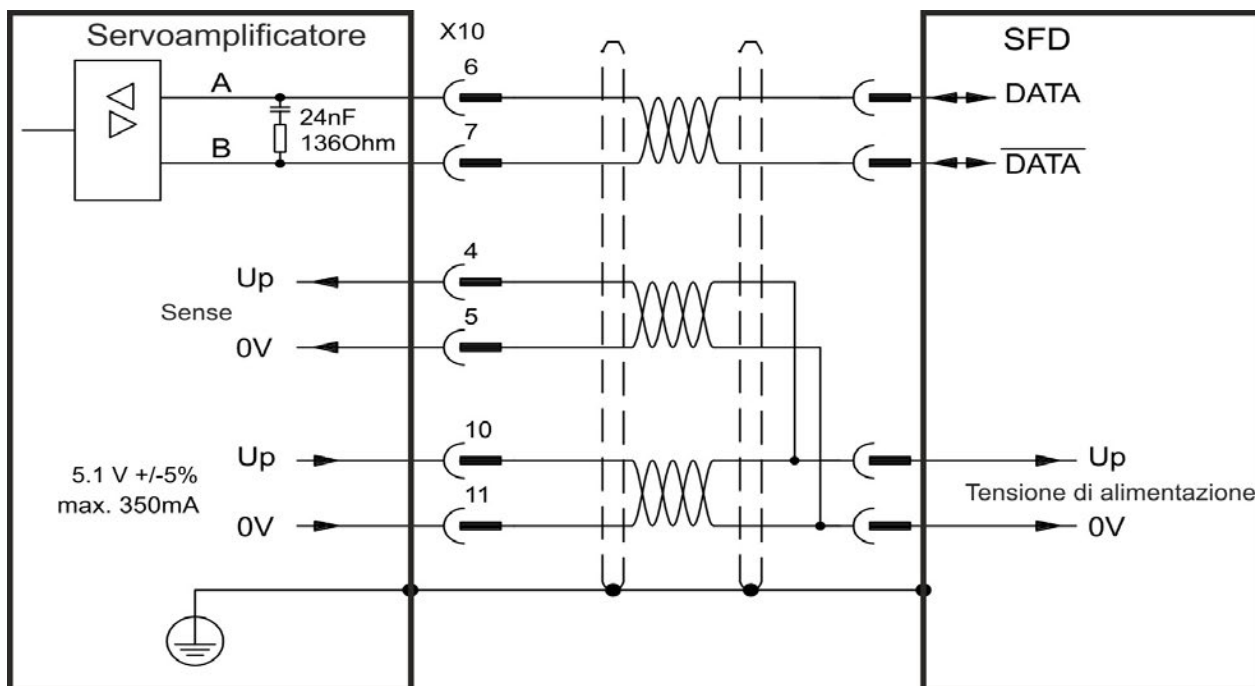 Servoamplificatore
X10
SFD
A
6
DATA
24nF
136Ohm
B
7
DATA
Up
4
Sense
0V
5
5.1 V +/-5%
max. 350mA
Up
10
Up
Tensione di alimentazione
0V
11
0V